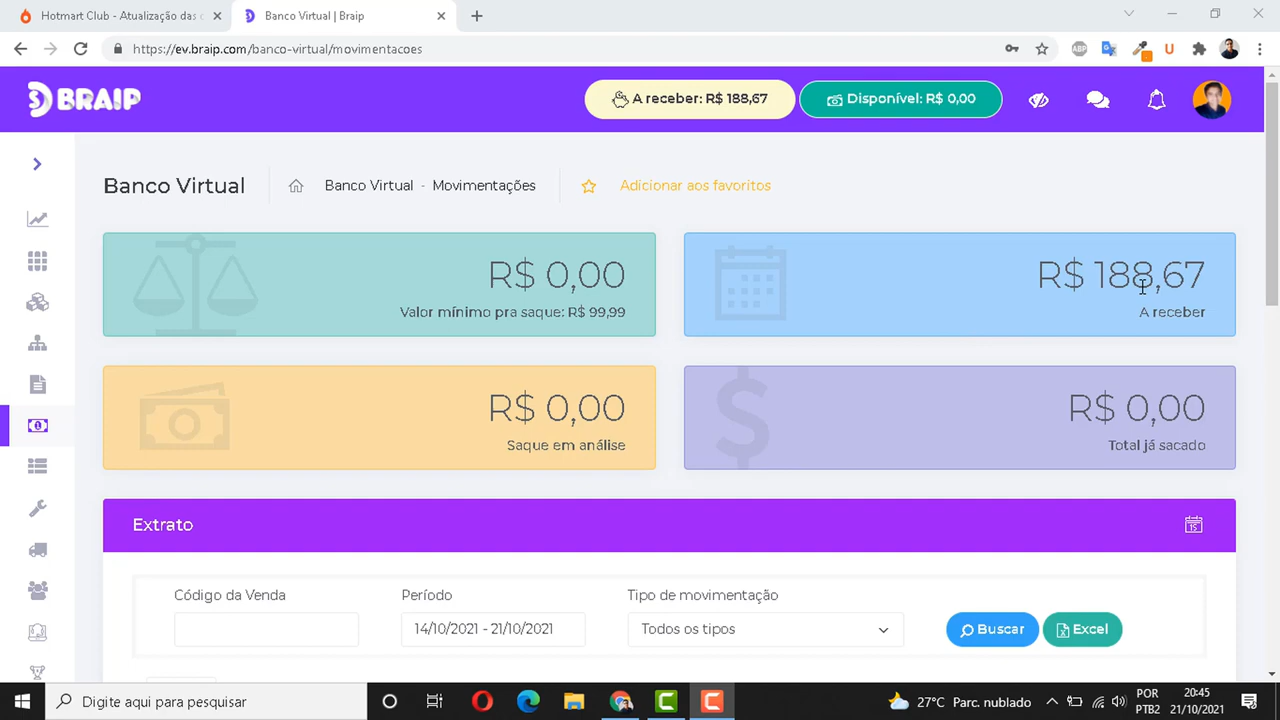 Hotmart Club - Atualização das
Banco Virtual | Braip
https://ev.braip.com/banco-virtual/movimentacoes
ABP
U
BRAIP
A receber: R$ 188,67
Disponível: R$ 0,00
Banco Virtual
Banco Virtual - Movimentações
Adicionar aos favoritos
R$ 0,00
Valor mínimo pra saque: R$ 99,99
R$ 188,67
A receber
R$ 0,00
Saque em análise
R$ 0,00
Total já sacado
Extrato
15
Código da Venda
Período
Tipo de movimentação
14/10/2021 - 21/10/2021
Todos os tipos
Buscar
Excel
Digite aqui para pesquisar
27°C Parc. nublado
POR
PTB2
20:45
21/10/2021